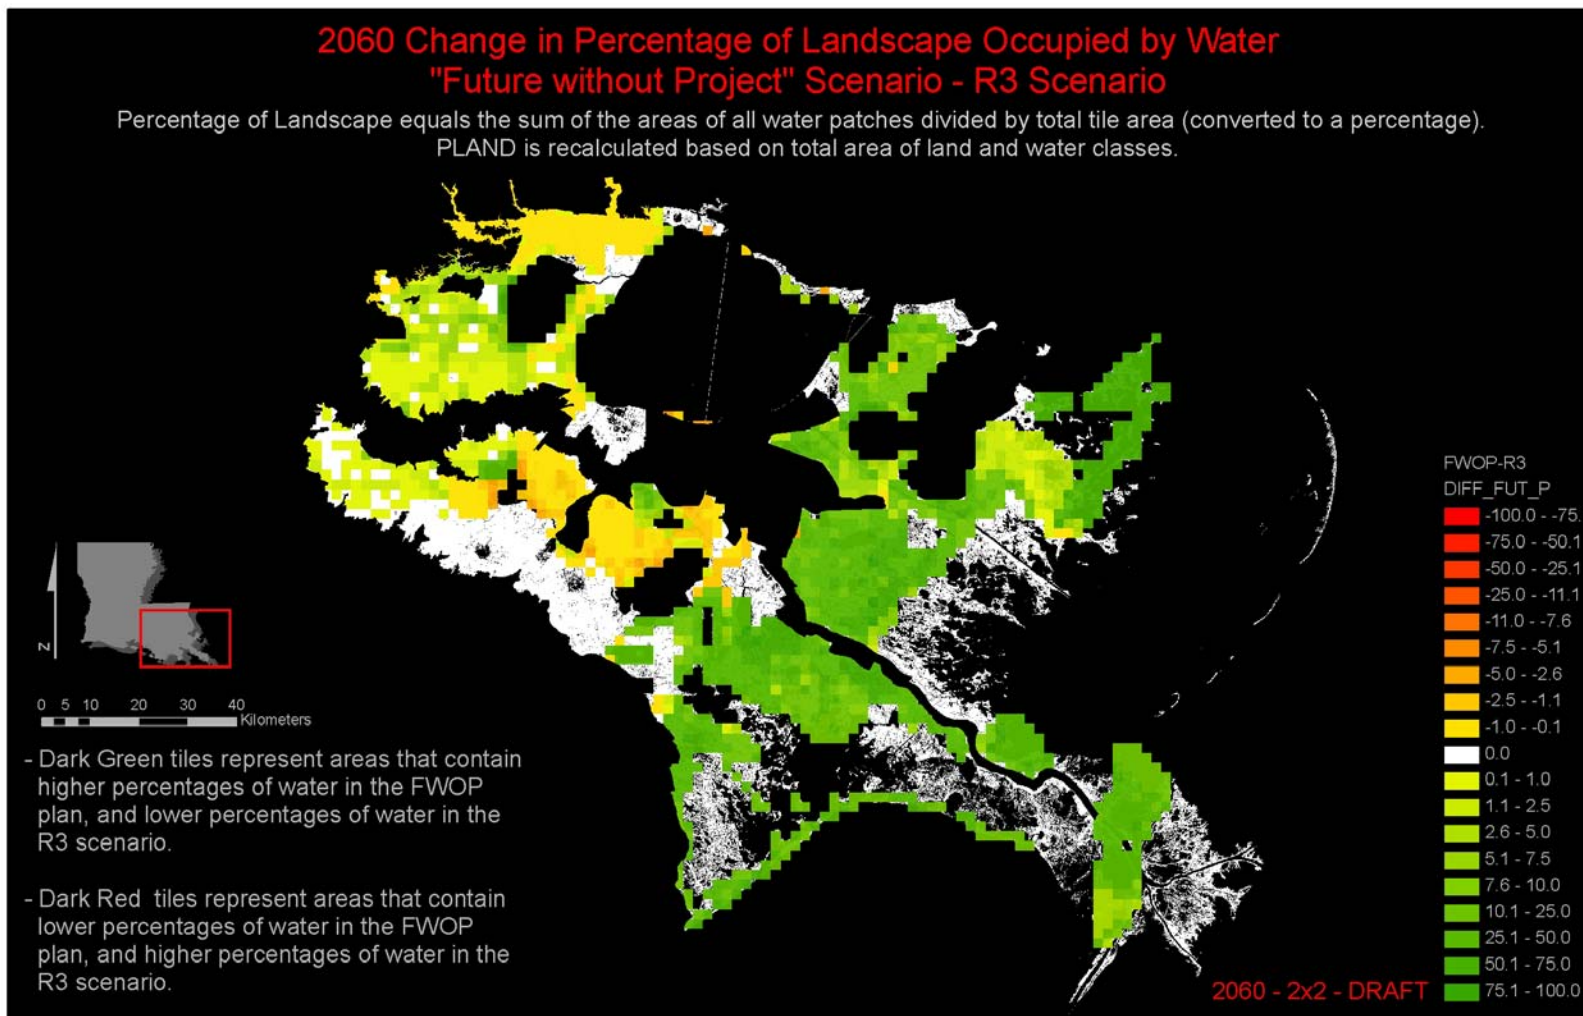 2060 Change in Percentage of Landscape Occupied by Water
"Future without Project" Scenario - R3 Scenario
Percentage of Landscape equals the sum of the areas of all water patches divided by total tile area (converted to a percentage).
PLAND is recalculated based on total area of land and water classes.
FWOP-R3
DIFF_FUT_P
-100.0 - -75.
-75.0 - -50.1
-50.0 - -25.1
-25.0 - -11.1
-11.0 - -7.6
-7.5 - -5.1
-5.0 - -2.6
-2.5 - -1.1
-1.0 - -0.1
0.0
0.1 - 1.0
1.1 - 2.5
2.6 - 5.0
5.1 - 7.5
7.6 - 10.0
10.1 - 25.0
25.1 - 50.0
50.1 - 75.0
75.1 - 100.0
N
0 5 10 20 30 40
Kilometers
- Dark Green tiles represent areas that contain
higher percentages of water in the FWOP
plan, and lower percentages of water in the
R3 scenario.
- Dark Red tiles represent areas that contain
lower percentages of water in the FWOP
plan, and higher percentages of water in the
R3 scenario.
2060 - 2x2 - DRAFT